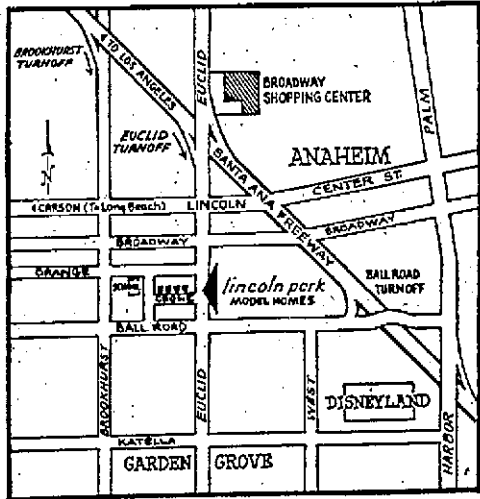 BROOKHURST
TURNOFF
← TO LOS ANGELES
EUCLID
BROADWAY
SHOPPING CENTER
PALM
EUCLID
TURNOFF
N
SANTA ANA FREEWAY
ANAHEIM
CENTER ST.
CARSON (To Long Beach)
LINCOLN
BROADWAY
BROADWAY
ORANGE
BALL ROAD
TURNOFF
SCHOOL
lincoln park
MODEL HOMES
BALL ROAD
BROOKHURST
EUCLID
WEST
DISNEYLAND
HARBOR
KATELLA
GARDEN GROVE